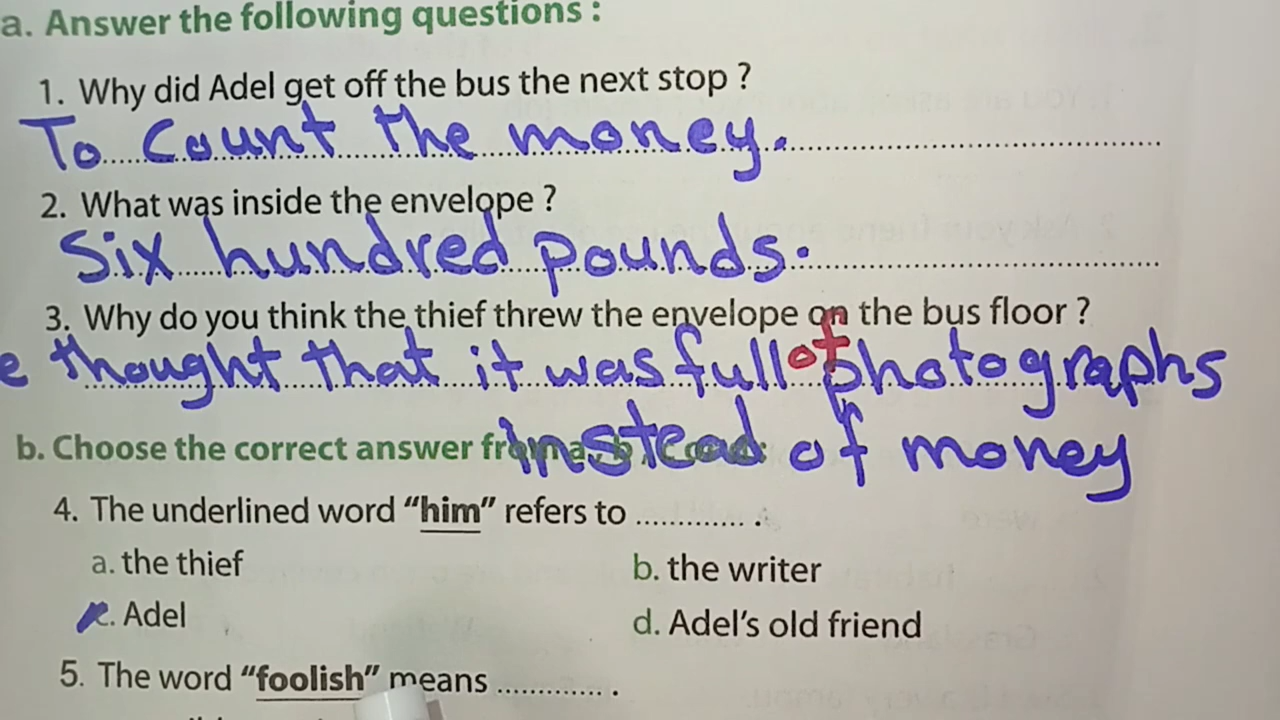 a. Answer the following questions :
1. Why did Adel get off the bus the next stop ?
To Count the money.
2. What was inside the envelope ?
Six hundred pounds.
3. Why do you think the thief threw the envelope on the bus floor ?
e thought that it was full of photographs
instead of money
b. Choose the correct answer from a, b, c or d:
4. The underlined word “him” refers to ............ .
a. the thief
b. the writer
c. Adel
d. Adel’s old friend
5. The word “foolish” means ............ .